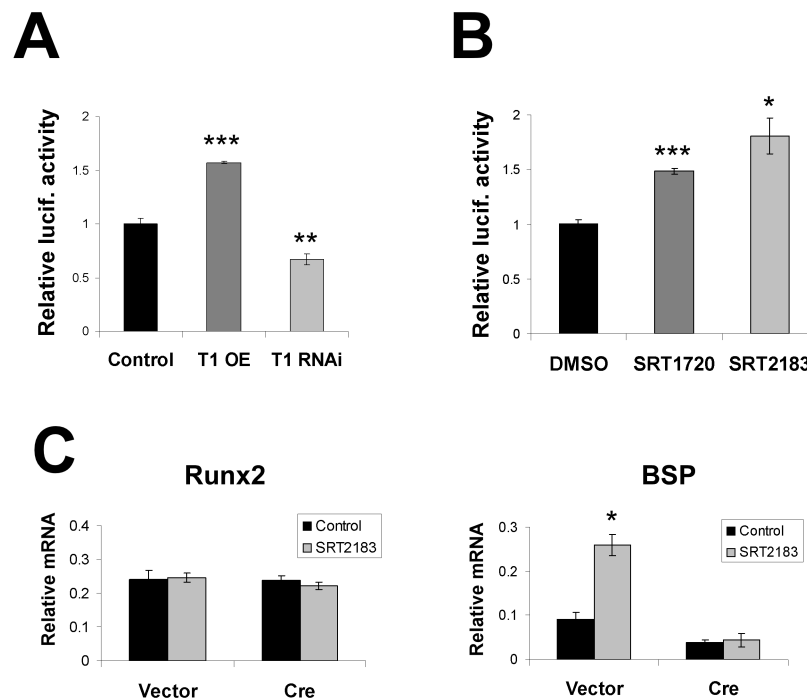 A
Relative lucif. activity
2
1.5
1
0.5
0
***
**
Control T1 OE T1 RNAi
B
Relative lucif. activity
2
1.5
1
0.5
0
***
*
DMSO SRT1720 SRT2183
C
Runx2
Relative mRNA
0.4
0.3
0.2
0.1
0
Control
SRT2183
Vector Cre
BSP
Relative mRNA
0.3
0.2
0.1
0
*
Control
SRT2183
Vector Cre